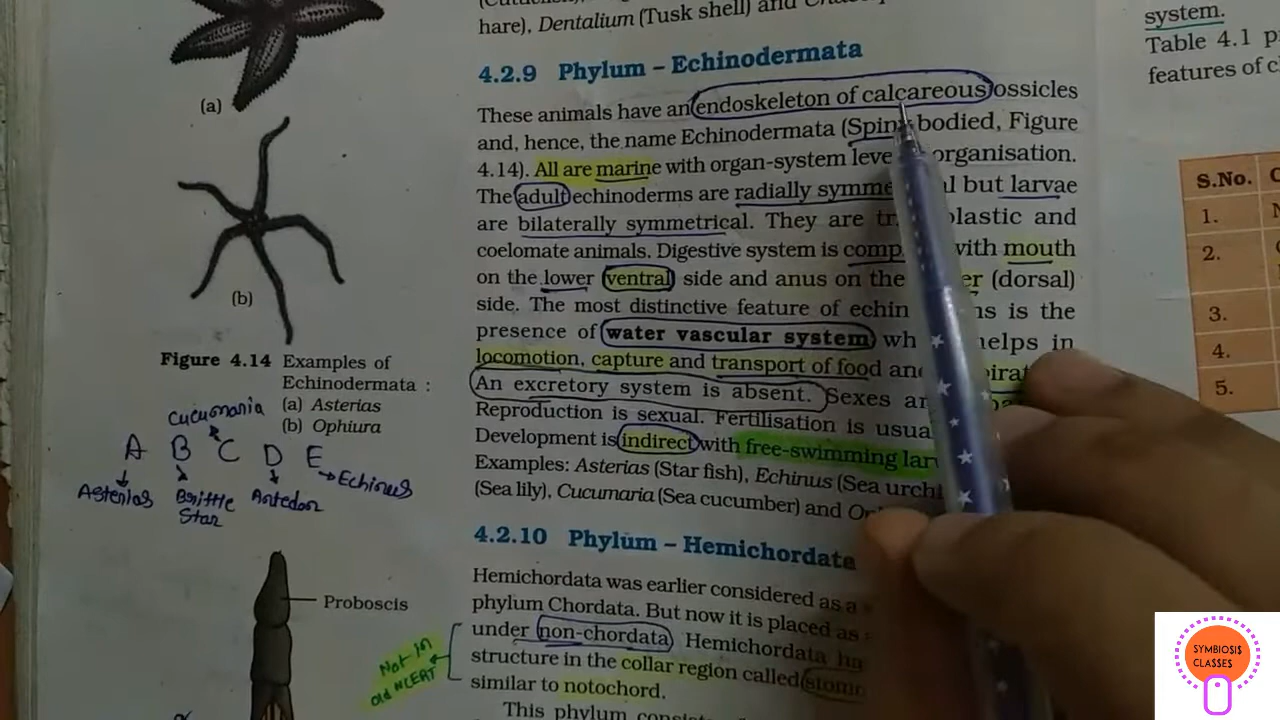 hare), Dentalium (Tusk shell) and
system.
Table 4.1
features of
4.2.9 Phylum – Echinodermata
(a)
These animals have an endoskeleton of calcareous ossicles
and, hence, the name Echinodermata (Spiny bodied, Figure
4.14). All are marine with organ-system level organisation.
The adult echinoderms are radially symme l but larvae
are bilaterally symmetrical. They are tr plastic and
coelomate animals. Digestive system is comp with mouth
on the lower (ventral) side and anus on the er (dorsal)
side. The most distinctive feature of echin ns is the
presence of water vascular system wh helps in
locomotion, capture and transport of food an
An excretory system is absent. Sexes ar
Reproduction is sexual. Fertilisation is usua
Development is indirect with free-swimming lar
Examples: Asterias (Star fish), Echinus (Sea urchi
(Sea lily), Cucumaria (Sea cucumber) and
(b)
Figure 4.14 Examples of
Echinodermata :
(a) Asterias
(b) Ophiura
Cucumaria
A B C D E
Asterias Brittle Star Antedon Echinus
4.2.10 Phylum – Hemichordata
Hemichordata was earlier considered as a
phylum Chordata. But now it is placed as
under non-chordata. Hemichordata ha
structure in the collar region called stomo
similar to notochord.
This phylum consist
Not in
old NCERT
Proboscis
S.No.
1.
2.
3.
4.
5.
SYMBIOSIS
CLASSES